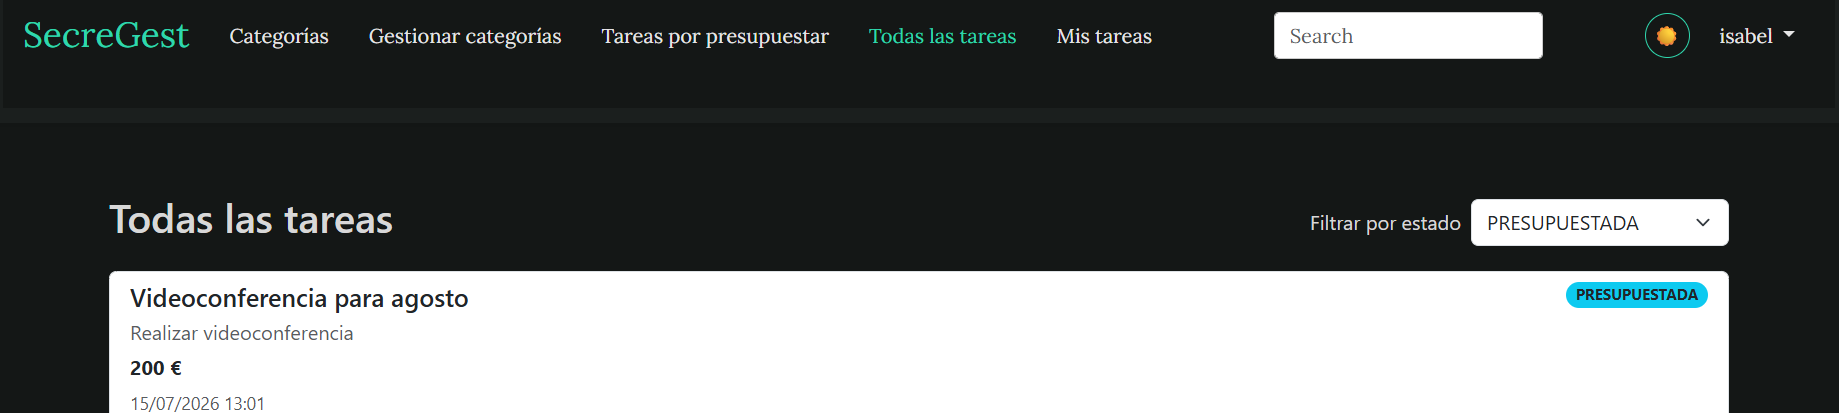 SecreGest Categorías Gestionar categorías Tareas por presupuestar Todas las tareas Mis tareas Search isabel
Todas las tareas Filtrar por estado PRESUPUESTADA
Videoconferencia para agosto PRESUPUESTADA
Realizar videoconferencia
200 €
15/07/2026 13:01